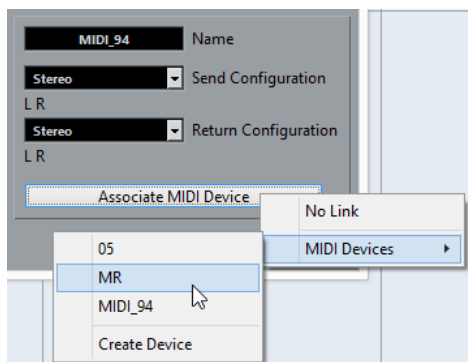 MIDI_94 Name
Stereo Send Configuration
L R
Stereo Return Configuration
L R
Associate MIDI Device
No Link
MIDI Devices
05
MR
MIDI_94
Create Device